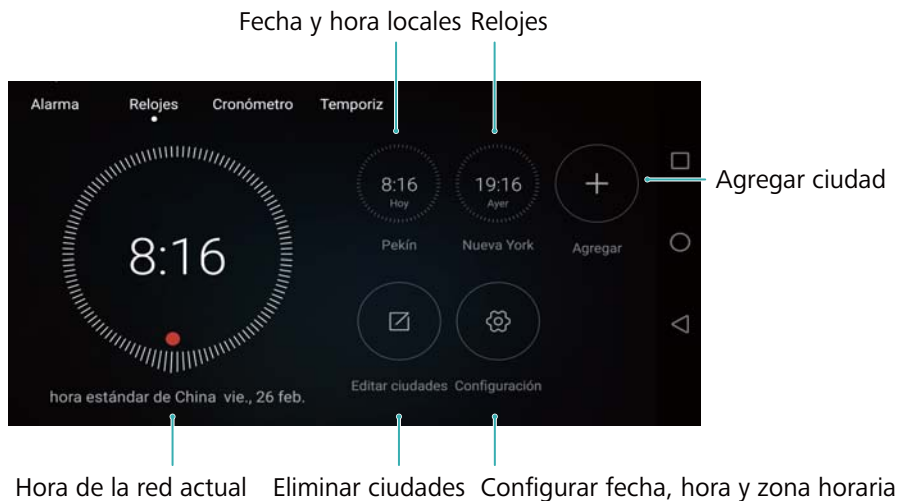 Fecha y hora locales Relojes
Alarma Relojes Cronómetro Temporiz
8:16 Hoy
19:16 Ayer
Agregar ciudad
Pekín Nueva York Agregar
8:16
Editar ciudades Configuración
hora estándar de China vie., 26 feb.
Hora de la red actual Eliminar ciudades Configurar fecha, hora y zona horaria